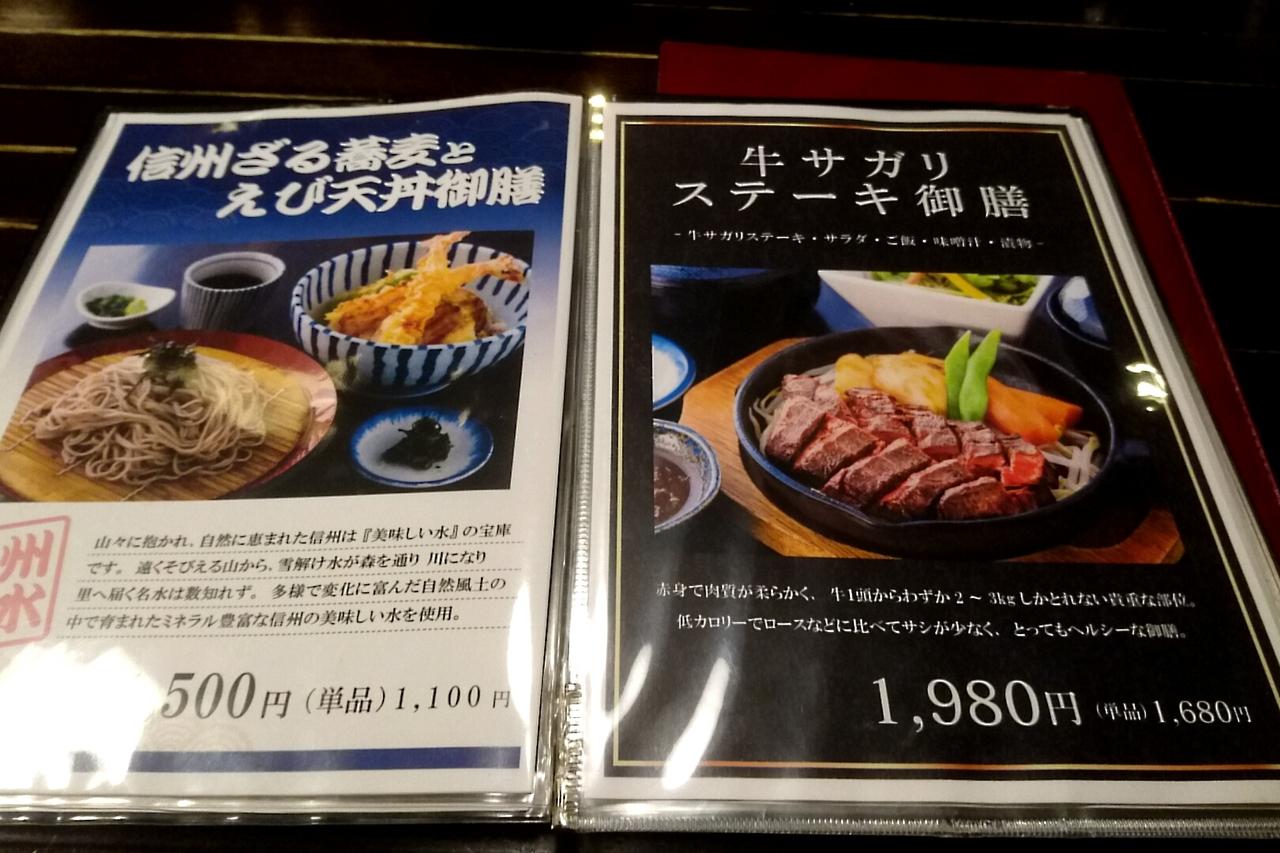 信州ざる蕎麦と
えび天丼御膳
山々に抱かれ、自然に恵まれた信州は『美味しい水』の宝庫
です。遠くそびえる山から、雪解け水が森を通り 川になり
里へ届く名水は数知れず。多様で変化に富んだ自然風土の
中で育まれたミネラル豊富な信州の美味しい水を使用。
500円（単品）1,100円
牛サガリ
ステーキ御膳
- 牛サガリステーキ・サラダ・ご飯・味噌汁・漬物 -
赤身で肉質が柔らかく、牛1頭からわずか2～3kgしかとれない貴重な部位。
低カロリーでロースなどに比べてサシが少なく、とってもヘルシーな御膳。
1,980円（単品）1,680円